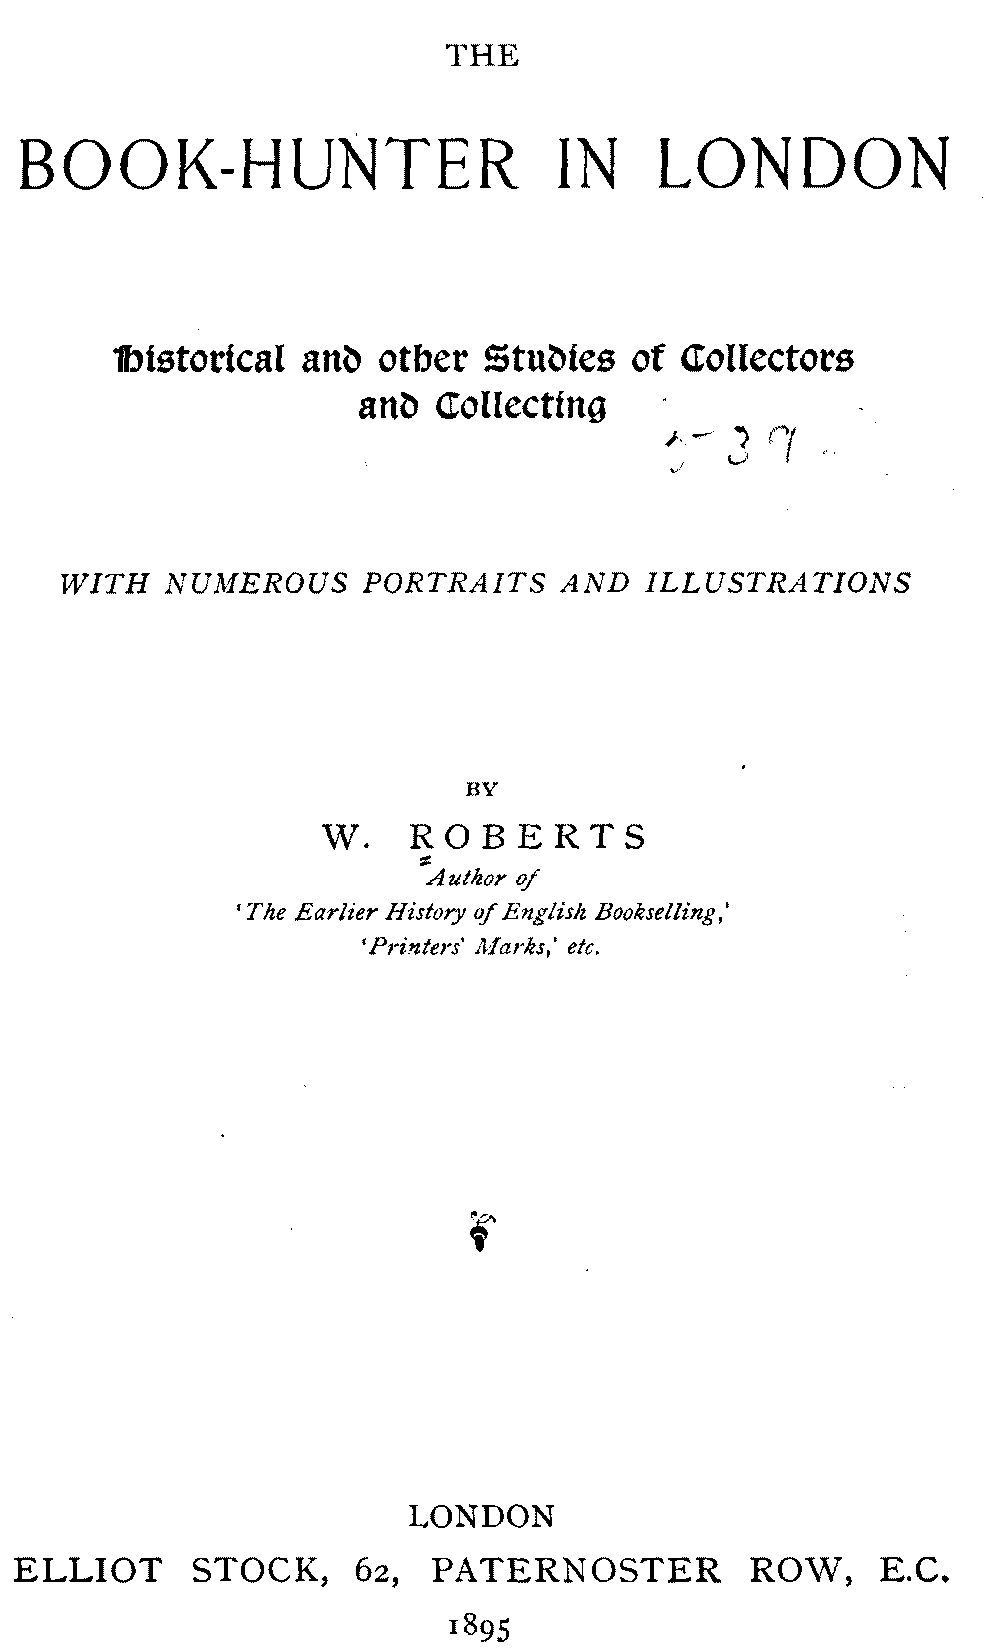 THE
BOOK-HUNTER IN LONDON
Historical and other Studies of Collectors
and Collecting
539
WITH NUMEROUS PORTRAITS AND ILLUSTRATIONS
BY
W. ROBERTS
Author of
'The Earlier History of English Bookselling,'
'Printers' Marks,' etc.
LONDON
ELLIOT STOCK, 62, PATERNOSTER ROW, E.C.
1895